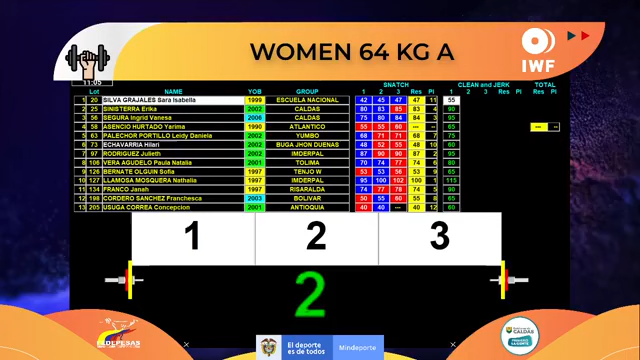 WOMEN 64 KG A
IWF
11:05
SNATCH CLEAN and JERK TOTAL
Lot NAME YOB GROUP 1 2 3 Res Pl 1 2 3 Res Pl Res Pl
1 20 SILVA GRAJALES Sara Isabella 1999 ESCUELA NACIONAL 42 45 47 47 11 55
2 25 SINISTERRA Erika 2002 CALDAS 80 83 85 83 4 90
3 56 SEGURA Ingrid Vanesa 2006 CALDAS 75 80 84 84 3 95
4 58 ASENCIO HURTADO Yarima 1990 ATLANTICO 55 55 60 --- 65 --- ---
5 63 PALECHOR PORTILLO Leidy Daniela 2002 YUMBO 68 71 71 68 7 75
6 73 ECHAVARRIA Hilari 2002 BUGA JHON DUENAS 48 52 55 48 10 60
7 97 RODRIGUEZ Julieth 2002 IMDERPAL 87 90 90 87 2 95
8 106 VERA AGUDELO Paula Natalia 2001 TOLIMA 70 74 77 74 6 80
9 126 BERNATE OLGUIN Sofia 1997 TENJO W 53 53 56 53 9 65
10 127 LLAMOSA MOSQUERA Nathalia 1997 IMDERPAL 95 100 102 100 1 115
11 134 FRANCO Janah 1997 RISARALDA 74 77 78 74 5 90
12 198 CORDERO SANCHEZ Franchesca 2003 BOLIVAR 50 55 60 55 8 65
13 205 USUGA CORREA Concepcion 2001 ANTIOQUIA 40 40 --- 40 12 60
1 2 3
2
FEDEPESAS
El deporte es de todos
Mindeporte
CALDAS